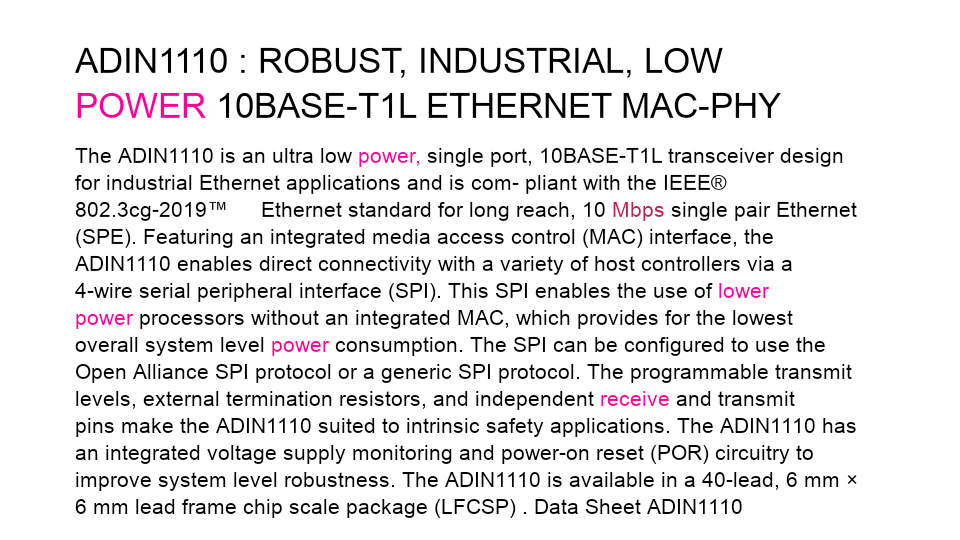 ADIN1110 : ROBUST, INDUSTRIAL, LOW
POWER 10BASE-T1L ETHERNET MAC-PHY
The ADIN1110 is an ultra low power, single port, 10BASE-T1L transceiver design
for industrial Ethernet applications and is com- pliant with the IEEE®
802.3cg-2019™ Ethernet standard for long reach, 10 Mbps single pair Ethernet
(SPE). Featuring an integrated media access control (MAC) interface, the
ADIN1110 enables direct connectivity with a variety of host controllers via a
4-wire serial peripheral interface (SPI). This SPI enables the use of lower
power processors without an integrated MAC, which provides for the lowest
overall system level power consumption. The SPI can be configured to use the
Open Alliance SPI protocol or a generic SPI protocol. The programmable transmit
levels, external termination resistors, and independent receive and transmit
pins make the ADIN1110 suited to intrinsic safety applications. The ADIN1110 has
an integrated voltage supply monitoring and power-on reset (POR) circuitry to
improve system level robustness. The ADIN1110 is available in a 40-lead, 6 mm ×
6 mm lead frame chip scale package (LFCSP) . Data Sheet ADIN1110